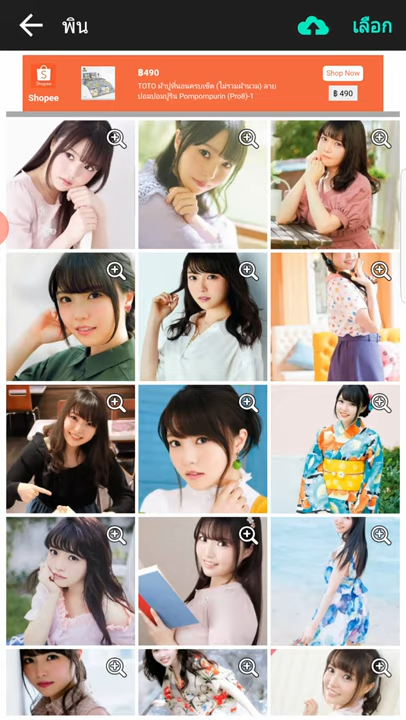 พิน
เลือก
฿490
Shop Now
TOTO ผ้าปูที่นอนครบเซ็ต (ไม่รวมผ้านวม) ลาย
ปอมปอมปุริน Pompompurin (Pro8)-1
฿ 490
Shopee
Shopee